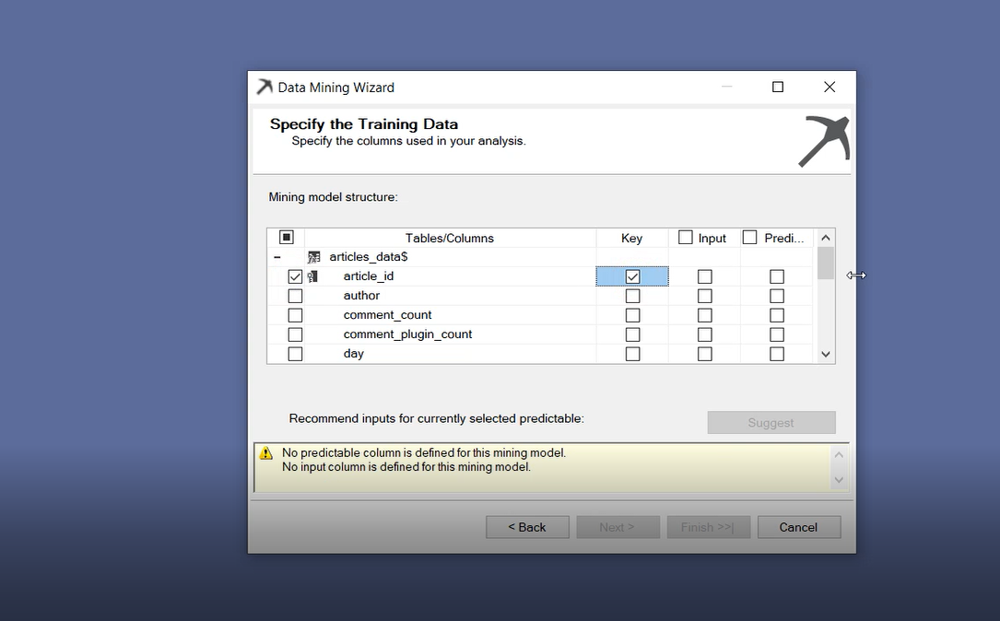 Data Mining Wizard
Specify the Training Data
Specify the columns used in your analysis.
Mining model structure:
Tables/Columns Key Input Predi...
articles_data$
article_id
author
comment_count
comment_plugin_count
day
Recommend inputs for currently selected predictable:
Suggest
No predictable column is defined for this mining model.
No input column is defined for this mining model.
< Back Next > Finish >>| Cancel